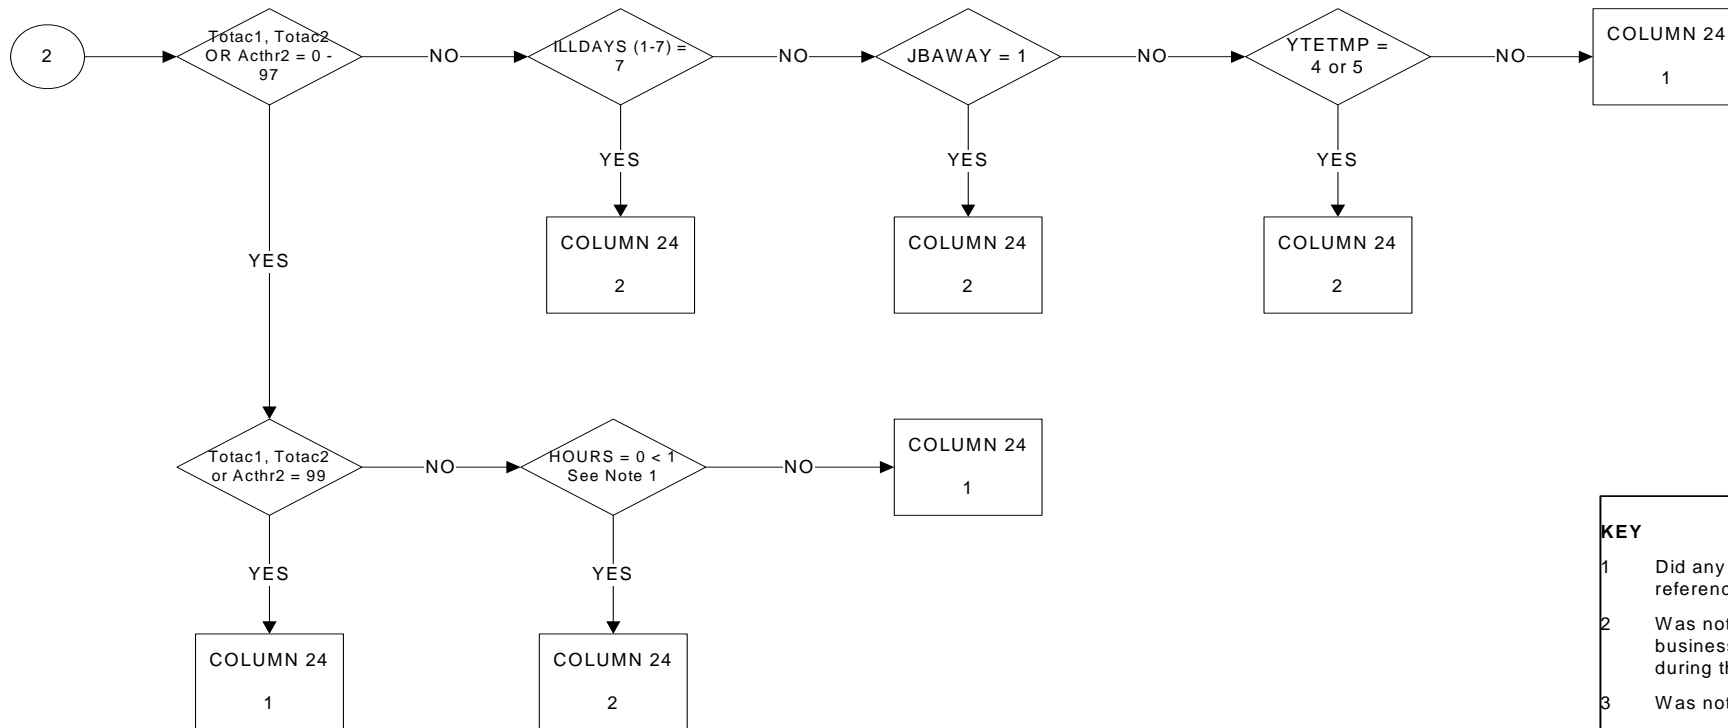 2
Totac1, Totac2
OR Acthr2 = 0 -
97
NO
ILLDAYS (1-7) =
7
NO
JBAWAY = 1
NO
YTETMP =
4 or 5
NO
COLUMN 24
1
YES
YES
YES
COLUMN 24
2
COLUMN 24
2
COLUMN 24
2
YES
Totac1, Totac2
or Acthr2 = 99
NO
HOURS = 0 < 1
See Note 1
NO
COLUMN 24
1
YES
YES
COLUMN 24
1
COLUMN 24
2
KEY
1 Did any
2 Was not
during
3 Was not